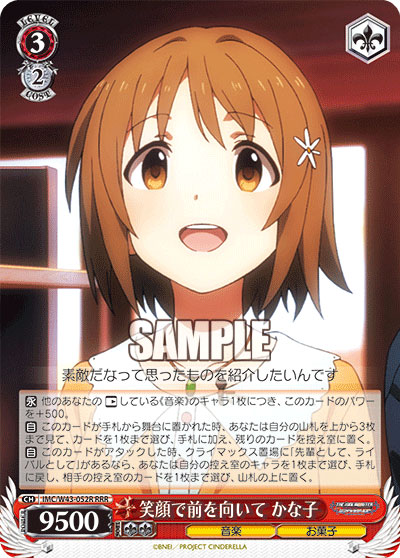 LEVEL
3
2
COST
SAMPLE
素敵だなって思ったものを紹介したいんです
永 他のあなたの している《音楽》のキャラ1枚につき、このカードのパワー
を+500。
自 このカードが手札から舞台に置かれた時、あなたは自分の山札を上から3枚
まで見て、カードを1枚まで選び、手札に加え、残りのカードを控え室に置く。
自 このカードがアタックした時、クライマックス置場に「先輩として、ライ
バルとして」があるなら、あなたは自分の控え室のキャラを1枚まで選び、手札に
戻し、相手の控え室のカードを1枚まで選び、山札の上に置く。
CH IMC/W43-052R RRR
9500
笑顔で前を向いて かな子
音楽
お菓子
THE IDOLM@STER
©BNEI / PROJECT CINDERELLA